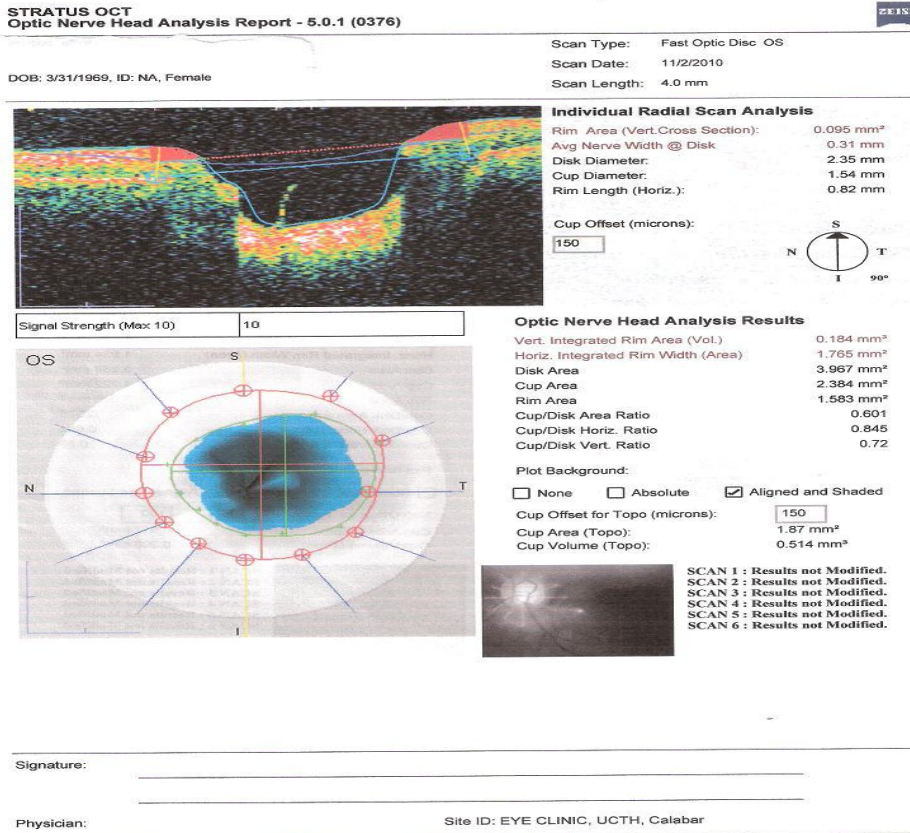 STRATUS OCT
Optic Nerve Head Analysis Report - 5.0.1 (0376)
ZEISS
DOB: 3/31/1969, ID: NA, Female
Scan Type: Fast Optic Disc OS
Scan Date: 11/2/2010
Scan Length: 4.0 mm
Individual Radial Scan Analysis
Rim Area (Vert.Cross Section): 0.095 mm²
Avg Nerve Width @ Disk 0.31 mm
Disk Diameter: 2.35 mm
Cup Diameter: 1.54 mm
Rim Length (Horiz.): 0.82 mm
Cup Offset (microns):
150
S
N T
I 90°
Signal Strength (Max 10) 10
OS
S
N T
I
Optic Nerve Head Analysis Results
Vert. Integrated Rim Area (Vol.) 0.184 mm³
Horiz. Integrated Rim Width (Area) 1.765 mm²
Disk Area 3.967 mm²
Cup Area 2.384 mm²
Rim Area 1.583 mm²
Cup/Disk Area Ratio 0.601
Cup/Disk Horiz. Ratio 0.845
Cup/Disk Vert. Ratio 0.72
Plot Background:
None Absolute Aligned and Shaded
Cup Offset for Topo (microns): 150
Cup Area (Topo): 1.87 mm²
Cup Volume (Topo): 0.514 mm³
SCAN 1 : Results not Modified.
SCAN 2 : Results not Modified.
SCAN 3 : Results not Modified.
SCAN 4 : Results not Modified.
SCAN 5 : Results not Modified.
SCAN 6 : Results not Modified.
Signature:
Physician:
Site ID: EYE CLINIC, UCTH, Calabar